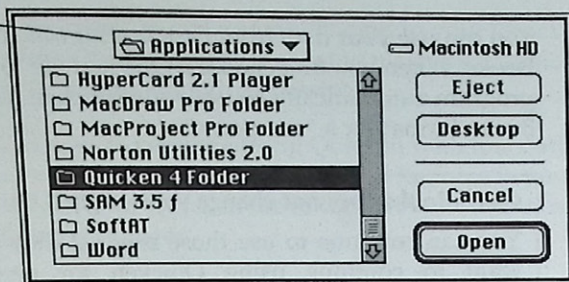 Applications
Macintosh HD
HyperCard 2.1 Player
MacDraw Pro Folder
MacProject Pro Folder
Norton Utilities 2.0
Quicken 4 Folder
SAM 3.5 ƒ
SoftAT
Word
Eject
Desktop
Cancel
Open